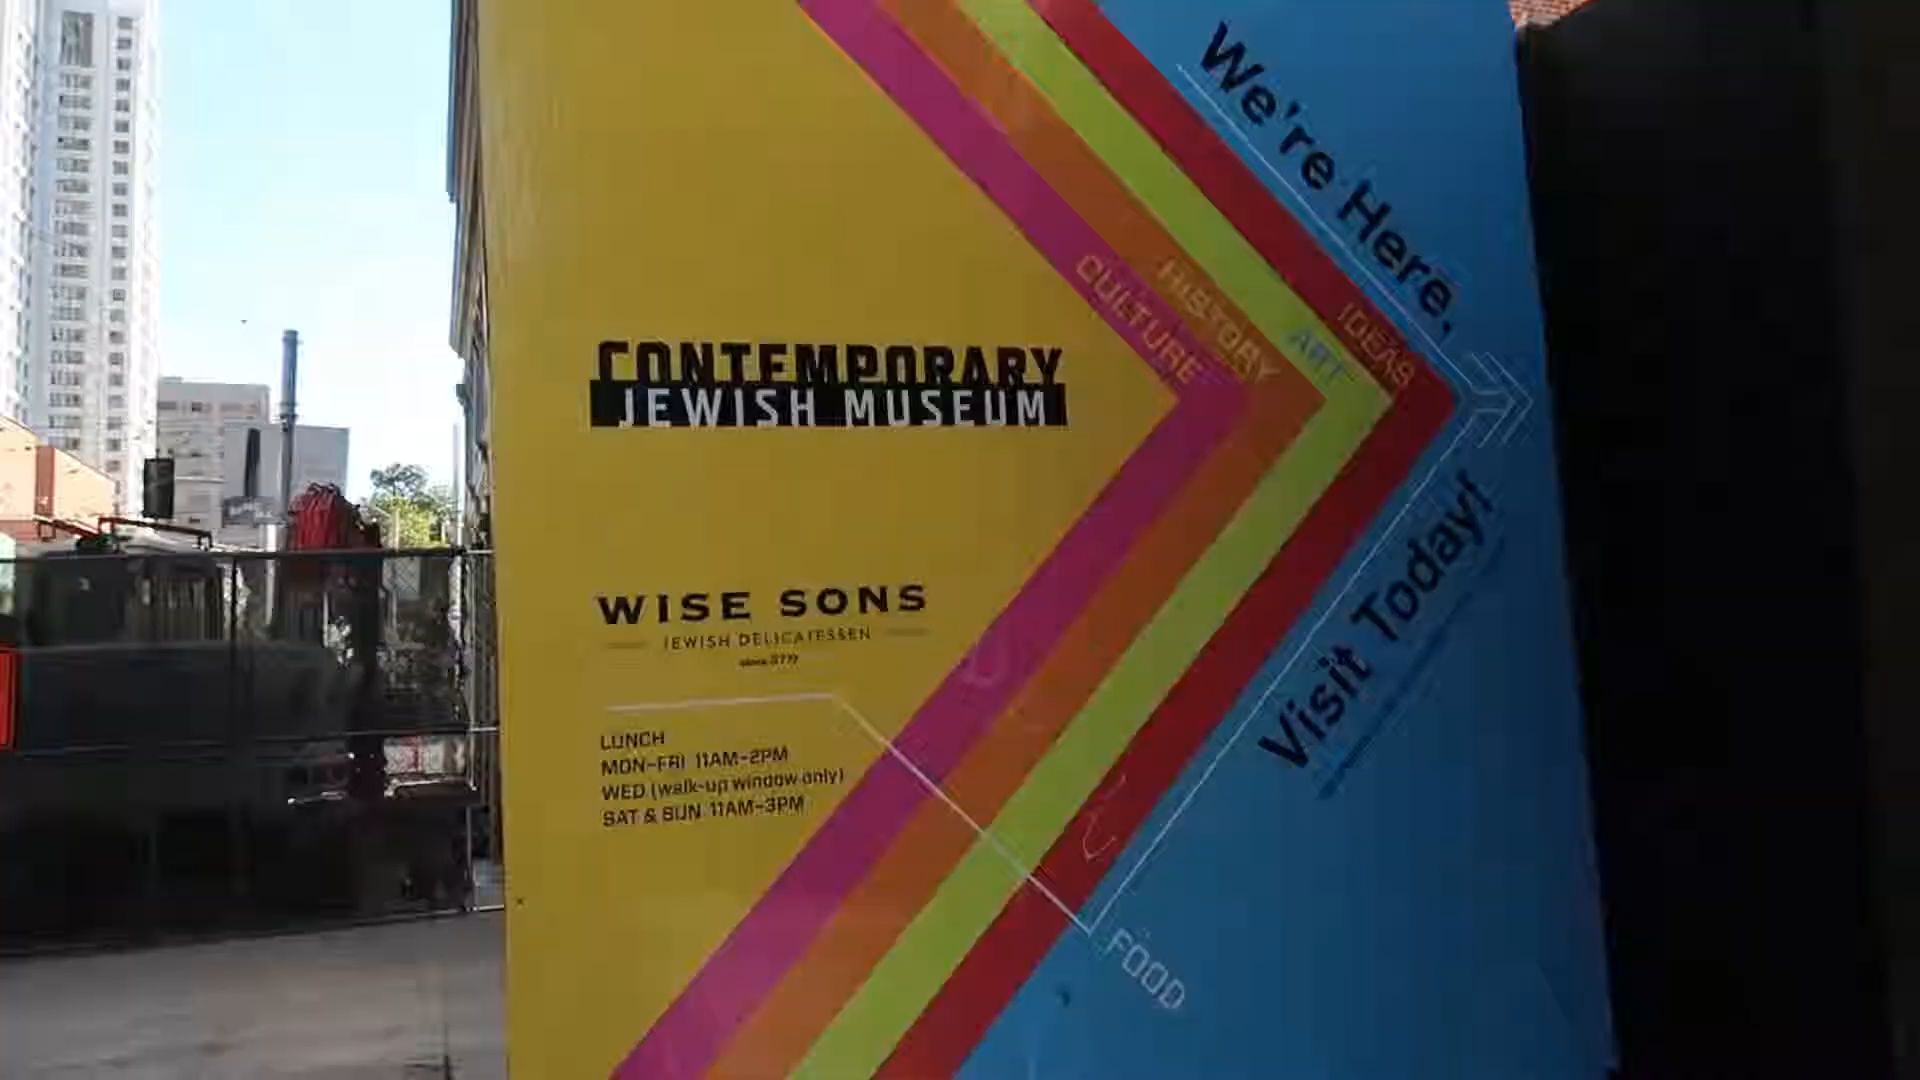 We're Here.
CULTURE
HISTORY
ART
IDEAS
CONTEMPORARY
JEWISH MUSEUM
Visit Today!
WISE SONS
JEWISH DELICATESSEN
LUNCH
MON-FRI 11AM-2PM
WED (walk-up window only)
SAT & SUN 11AM-3PM
FOOD